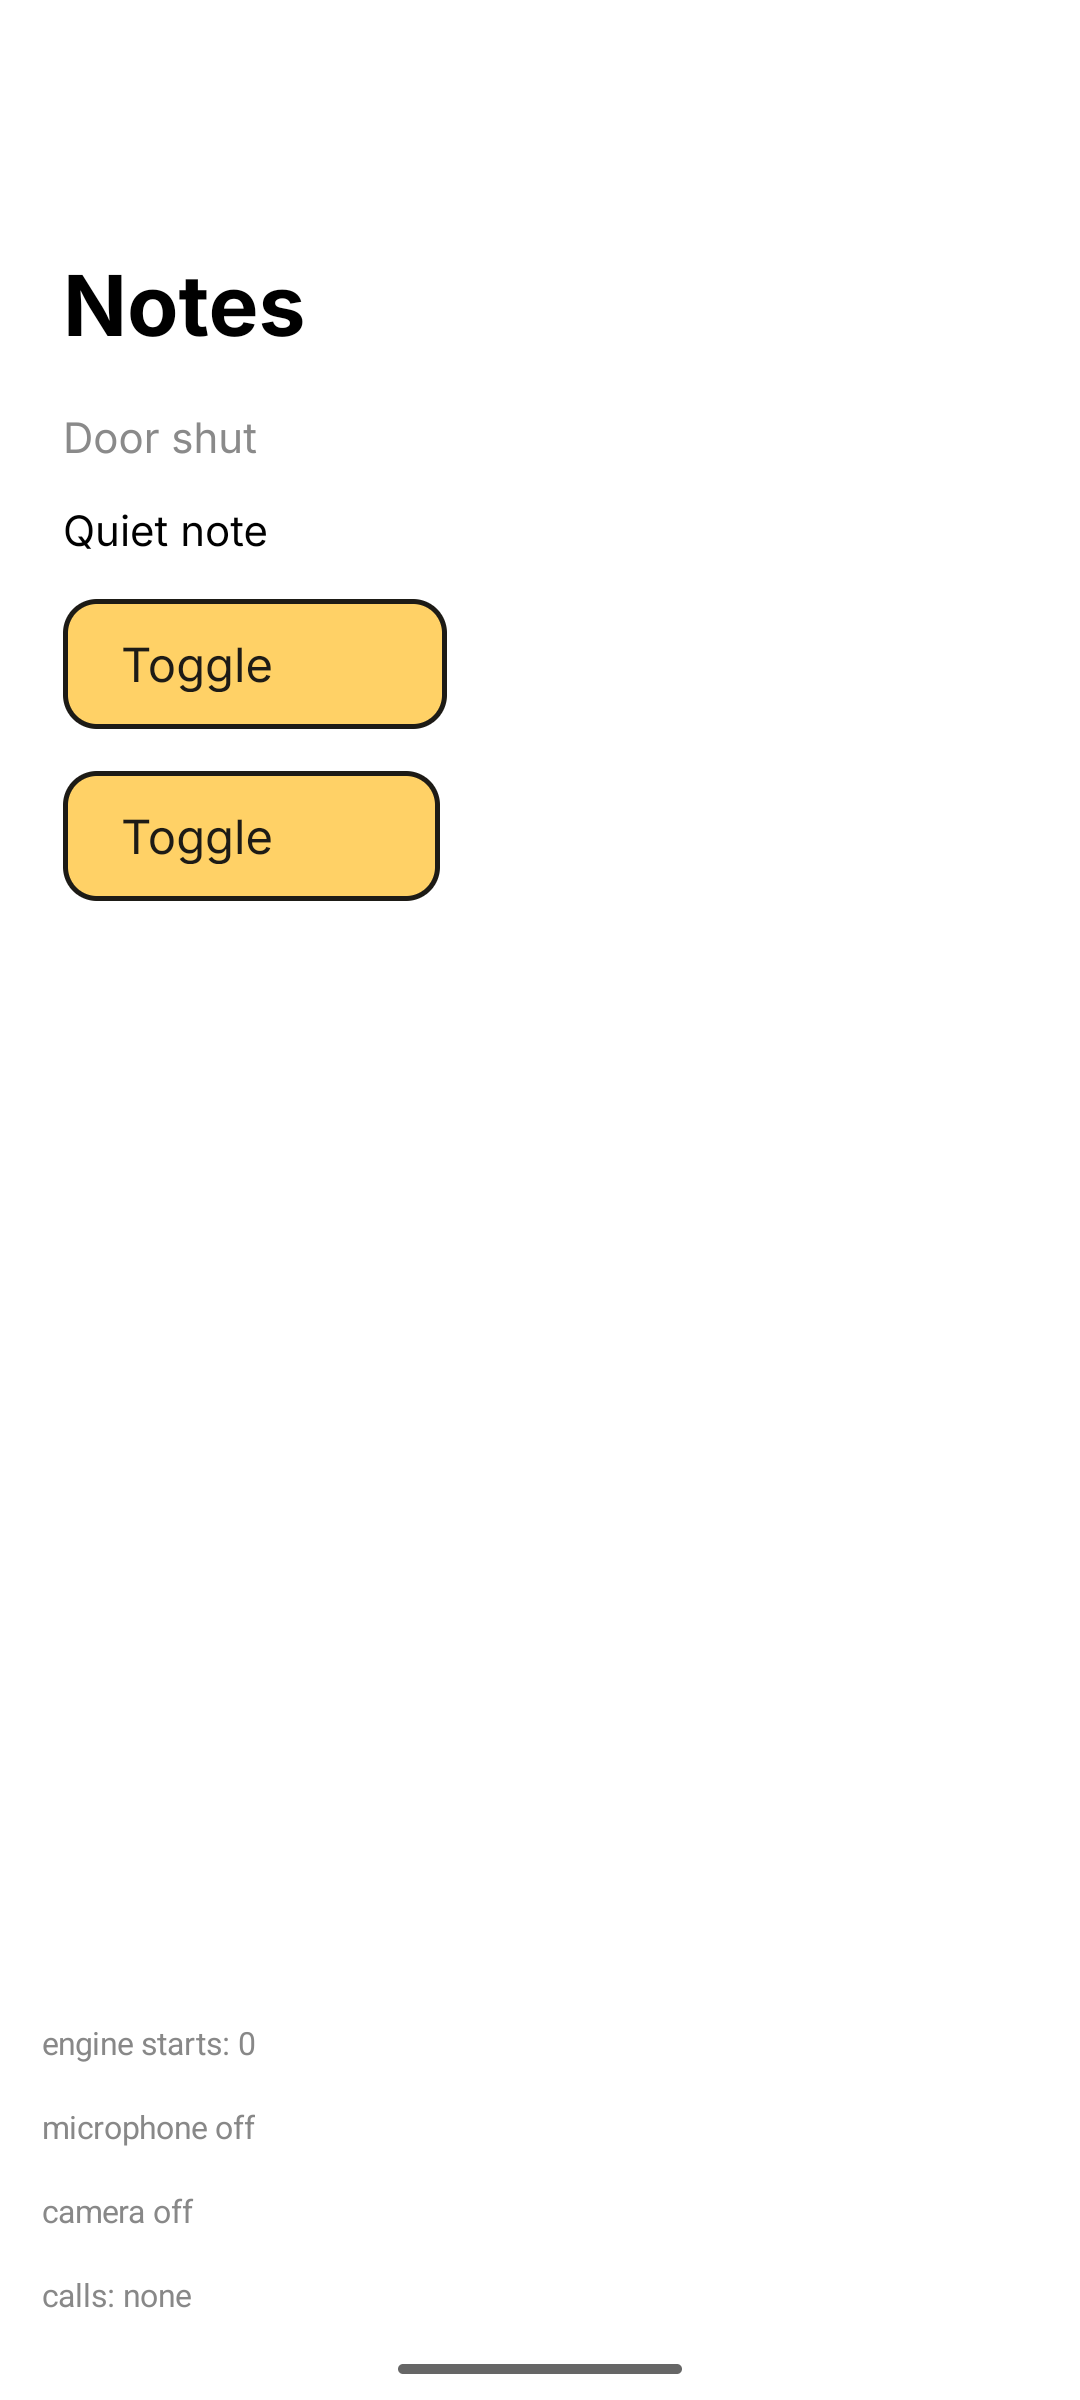 Notes
Door shut
Quiet note
Toggle
Toggle
engine starts: 0
microphone off
camera off
calls: none